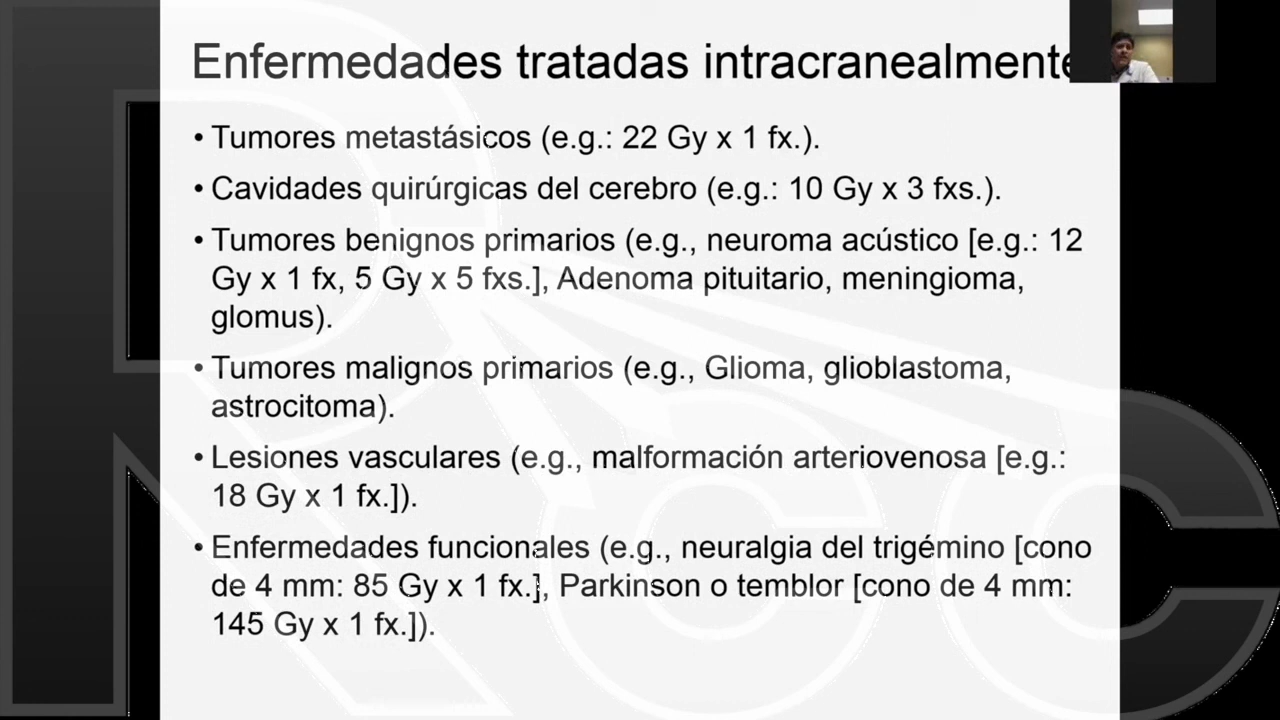 Enfermedades tratadas intracranealmente
• Tumores metastásicos (e.g.: 22 Gy x 1 fx.).
• Cavidades quirúrgicas del cerebro (e.g.: 10 Gy x 3 fxs.).
• Tumores benignos primarios (e.g., neuroma acústico [e.g.: 12
Gy x 1 fx, 5 Gy x 5 fxs.], Adenoma pituitario, meningioma,
glomus).
• Tumores malignos primarios (e.g., Glioma, glioblastoma,
astrocitoma).
• Lesiones vasculares (e.g., malformación arteriovenosa [e.g.:
18 Gy x 1 fx.]).
• Enfermedades funcionales (e.g., neuralgia del trigémino [cono
de 4 mm: 85 Gy x 1 fx.], Parkinson o temblor [cono de 4 mm:
145 Gy x 1 fx.]).
Rcc